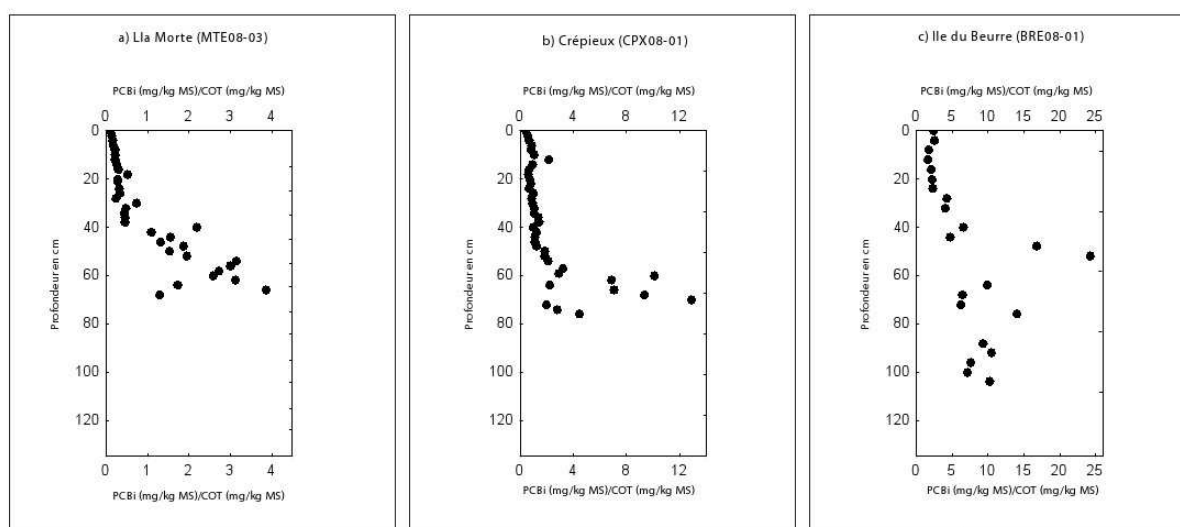 a) Lla Morte (MTE08-03)
PCBi (mg/kg MS)/COT (mg/kg MS)
0 1 2 3 4
0
20
40
60
80
100
120
Profondeur en cm
0 1 2 3 4
PCBi (mg/kg MS)/COT (mg/kg MS)
b) Crépieux (CPX08-01)
PCBi (mg/kg MS)/COT (mg/kg MS)
0 4 8 12
0
20
40
60
80
100
120
Profondeur en cm
0 4 8 12
PCBi (mg/kg MS)/COT (mg/kg MS)
c) Ile du Beurre (BRE08-01)
PCBi (mg/kg MS)/COT (mg/kg MS)
0 5 10 15 20 25
0
20
40
60
80
100
120
Profondeur en cm
0 5 10 15 20 25
PCBi (mg/kg MS)/COT (mg/kg MS)